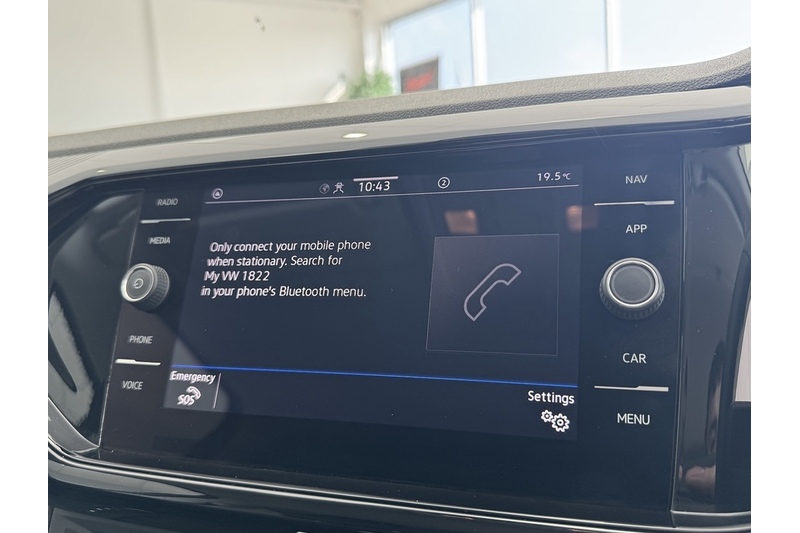 RADIO
MEDIA
PHONE
VOICE
10:43
2
19.5°C
Only connect your mobile phone
when stationary. Search for
My VW 1822
in your phone's Bluetooth menu.
Emergency
SOS
Settings
NAV
APP
CAR
MENU